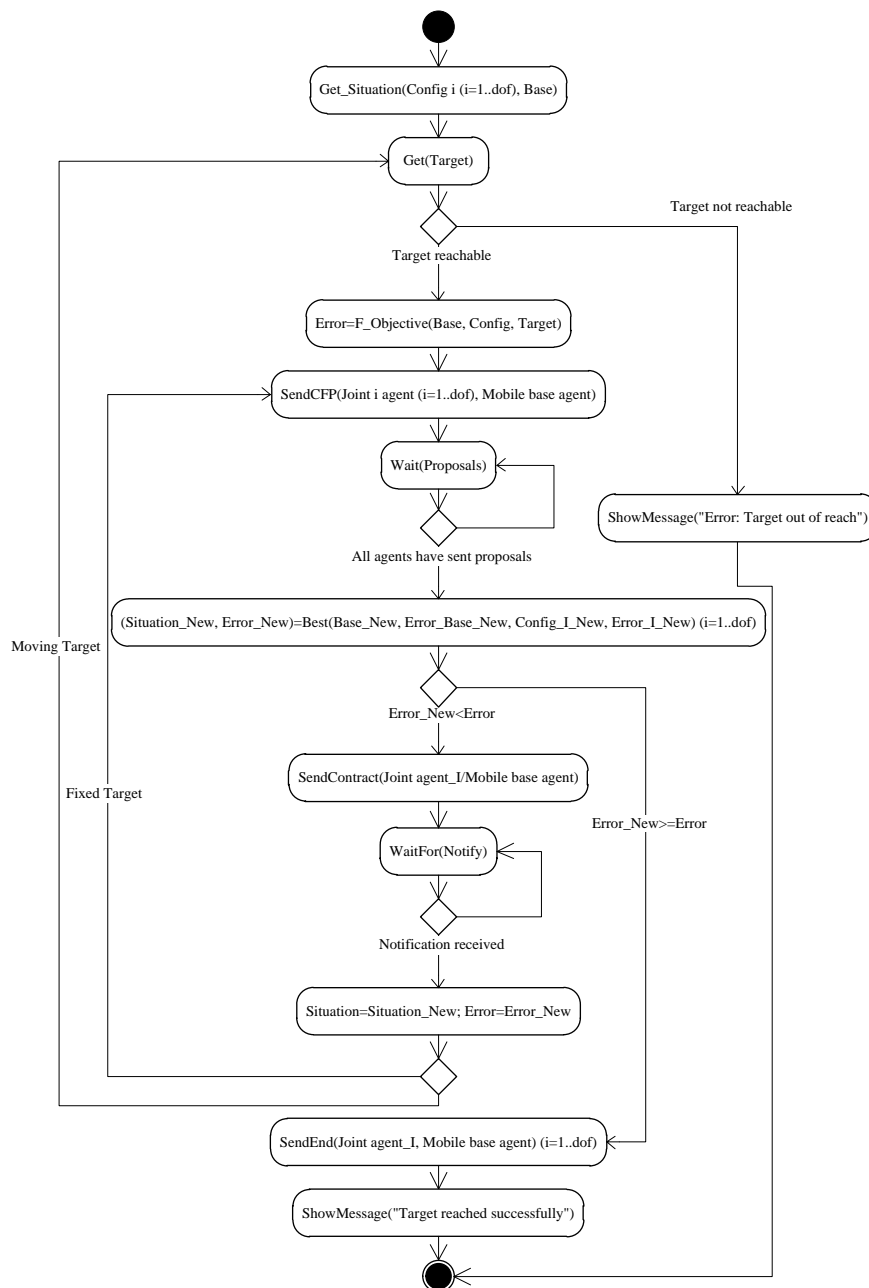 Get_Situation(Config i (i=1..dof), Base)
Get(Target)
Target not reachable
Target reachable
Error=F_Objective(Base, Config, Target)
SendCFP(Joint i agent (i=1..dof), Mobile base agent)
Wait(Proposals)
ShowMessage("Error: Target out of reach")
All agents have sent proposals
(Situation_New, Error_New)=Best(Base_New, Error_Base_New, Config_I_New, Error_I_New) (i=1..dof)
Moving Target
Error_New<Error
SendContract(Joint agent_I/Mobile base agent)
Fixed Target
Error_New>=Error
WaitFor(Notify)
Notification received
Situation=Situation_New; Error=Error_New
SendEnd(Joint agent_I, Mobile base agent) (i=1..dof)
ShowMessage("Target reached successfully")